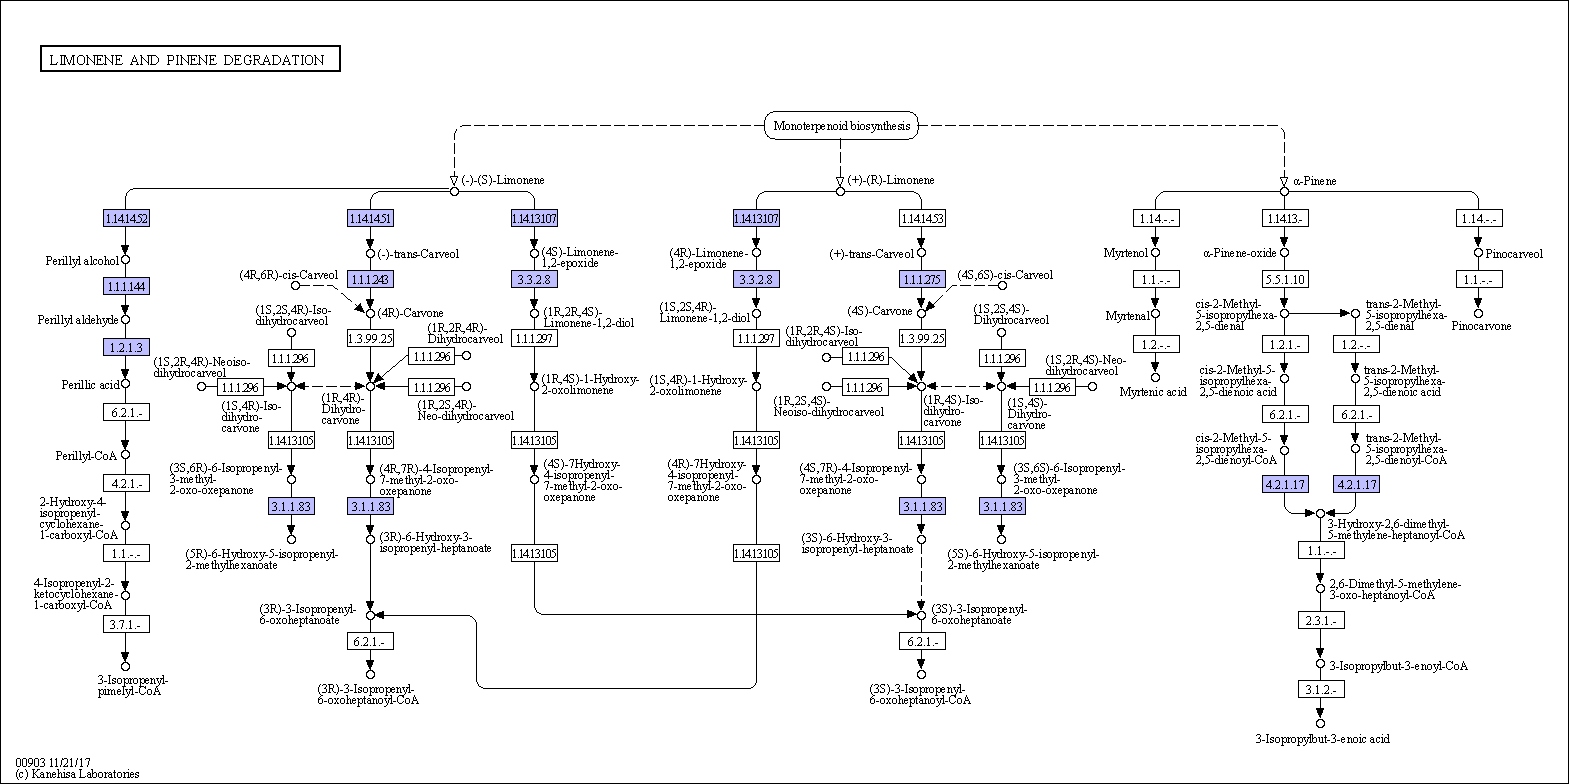 LIMONENE AND PINENE DEGRADATION
Monoterpenoid biosynthesis
(-)-(S)-Limonene
(+)-(R)-Limonene
α-Pinene
1.14.14.52
1.14.14.51
1.14.13.107
1.14.13.107
1.14.14.53
1.14.-.-
1.14.13.-
1.14.-.-
Perillyl alcohol
(-)-trans-Carveol
(4S)-Limonene-
1,2-epoxide
(4R)-Limonene-
1,2-epoxide
(+)-trans-Carveol
Myrtenol
α-Pinene-oxide
Pinocarveol
1.1.1.144
(4R,6R)-cis-Carveol
1.1.1.243
3.3.2.8
3.3.2.8
1.1.1.275
(4S,6S)-cis-Carveol
1.1.-.-
5.5.1.10
1.1.-.-
Perillyl aldehyde
(1S,2S,4R)-Iso-
dihydrocarveol
(4R)-Carvone
(1R,2R,4S)-
Limonene-1,2-diol
(1S,2S,4R)-
Limonene-1,2-diol
(4S)-Carvone
(1S,2S,4S)-
Dihydrocarveol
Myrtenal
cis-2-Methyl-
5-isopropylhexa-
2,5-dienal
trans-2-Methyl-
5-isopropylhexa-
2,5-dienal
Pinocarvone
1.2.1.3
1.3.99.25
(1R,2R,4R)-
Dihydrocarveol
1.1.1.297
1.1.1.297
(1R,2R,4S)-Iso-
dihydrocarveol
1.3.99.25
1.2.-.-
1.2.1.-
1.2.-.-
(1S,2R,4R)-Neoiso-
dihydrocarveol
1.1.1.296
1.1.1.296
1.1.1.296
1.1.1.296
(1S,2R,4S)-Neo-
dihydrocarveol
Perillic acid
1.1.1.296
1.1.1.296
(1R,4S)-1-Hydroxy-
2-oxolimonene
(1S,4R)-1-Hydroxy-
2-oxolimonene
1.1.1.296
1.1.1.296
Myrtenic acid
cis-2-Methyl-5-
isopropylhexa-
2,5-dienoic acid
trans-2-Methyl-
5-isopropylhexa-
2,5-dienoic acid
6.2.1.-
(1S,4R)-Iso-
dihydro-
carvone
(1R,4R)-
Dihydro-
carvone
(1R,2S,4R)-
Neo-dihydrocarveol
(1R,2S,4S)-
Neoiso-dihydrocarveol
(1R,4S)-Iso-
dihydro-
carvone
(1S,4S)-
Dihydro-
carvone
6.2.1.-
6.2.1.-
1.14.13.105
1.14.13.105
1.14.13.105
1.14.13.105
1.14.13.105
1.14.13.105
Perillyl-CoA
(3S,6R)-6-Isopropenyl-
3-methyl-
2-oxo-oxepanone
(4R,7R)-4-Isopropenyl-
7-methyl-2-oxo-
oxepanone
(4S)-7Hydroxy-
4-isopropenyl-
7-methyl-2-oxo-
oxepanone
(4R)-7Hydroxy-
4-isopropenyl-
7-methyl-2-oxo-
oxepanone
(4S,7R)-4-Isopropenyl-
7-methyl-2-oxo-
oxepanone
(3S,6S)-6-Isopropenyl-
3-methyl-
2-oxo-oxepanone
cis-2-Methyl-5-
isopropylhexa-
2,5-dienoyl-CoA
trans-2-Methyl-
5-isopropylhexa-
2,5-dienoyl-CoA
4.2.1.-
3.1.1.83
3.1.1.83
3.1.1.83
3.1.1.83
4.2.1.17
4.2.1.17
2-Hydroxy-4-
isopropenyl-
cyclohexane-
1-carboxyl-CoA
(5R)-6-Hydroxy-5-isopropenyl-
2-methylhexanoate
(3R)-6-Hydroxy-3-
isopropenyl-heptanoate
(3S)-6-Hydroxy-3-
isopropenyl-heptanoate
(5S)-6-Hydroxy-5-isopropenyl-
2-methylhexanoate
3-Hydroxy-2,6-dimethyl-
5-methylene-heptanoyl-CoA
1.1.-.-
1.14.13.105
1.14.13.105
1.1.-.-
4-Isopropenyl-2-
ketocyclohexane-
1-carboxyl-CoA
2,6-Dimethyl-5-methylene-
3-oxo-heptanoyl-CoA
3.7.1.-
(3R)-3-Isopropenyl-
6-oxoheptanoate
(3S)-3-Isopropenyl-
6-oxoheptanoate
2.3.1.-
6.2.1.-
6.2.1.-
3-Isopropenyl-
pimelyl-CoA
3-Isopropylbut-3-enoyl-CoA
(3R)-3-Isopropenyl-
6-oxoheptanoyl-CoA
(3S)-3-Isopropenyl-
6-oxoheptanoyl-CoA
3.1.2.-
3-Isopropylbut-3-enoic acid
00903 11/21/17
(c) Kanehisa Laboratories